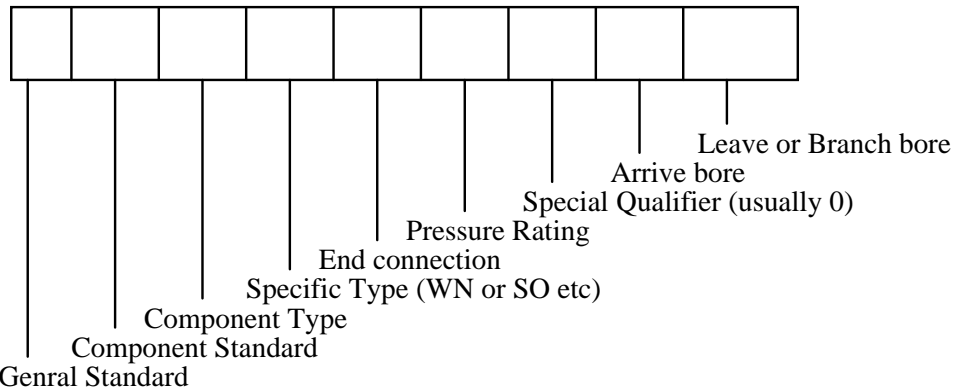 Leave or Branch bore
Arrive bore
Special Qualifier (usually 0)
Pressure Rating
End connection
Specific Type (WN or SO etc)
Component Type
Component Standard
Genral Standard